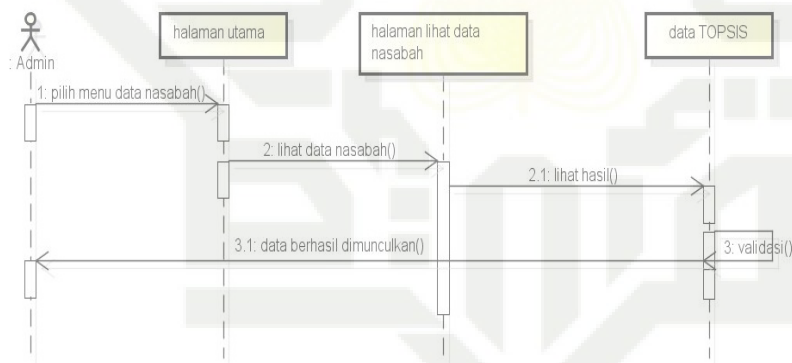 halaman utama
halaman lihat data
nasabah
data TOPSIS
: Admin
1: pilih menu data nasabah()
2: lihat data nasabah()
2.1: lihat hasil()
3.1: data berhasil dimunculkan()
3: validasi()